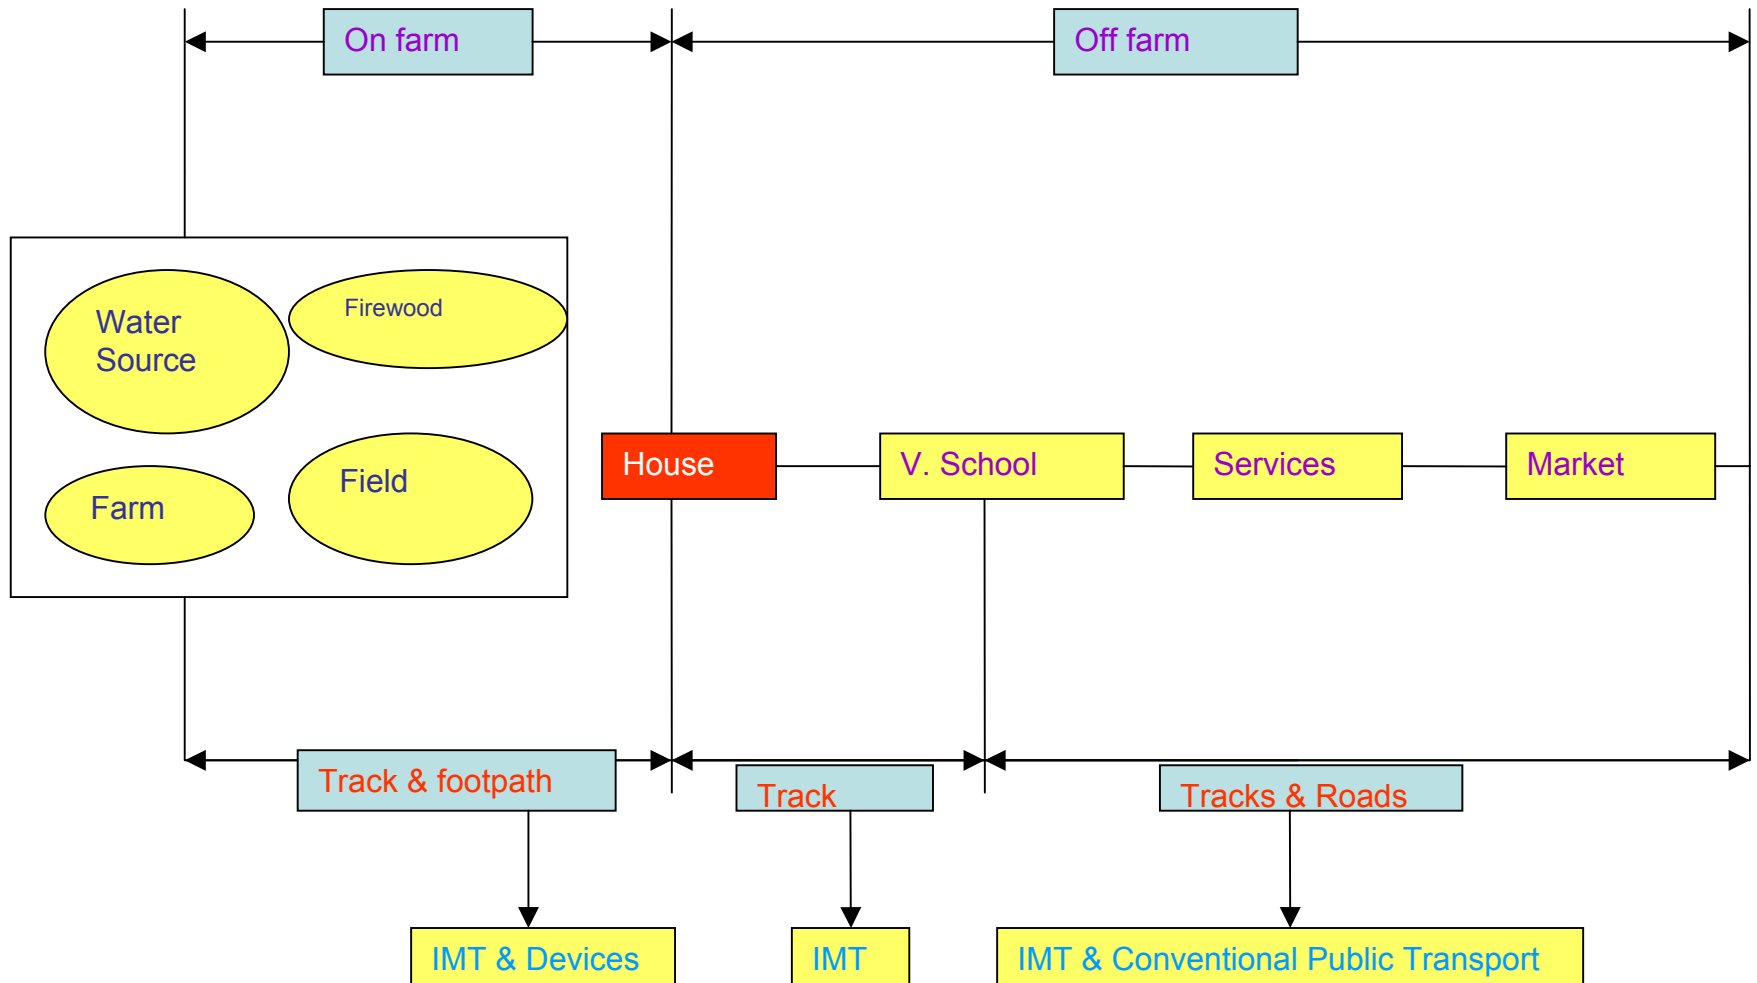 On farm
Off farm
Water
Source
Firewood
Farm
Field
House
V. School
Services
Market
Track & footpath
Track
Tracks & Roads
IMT & Devices
IMT
IMT & Conventional Public Transport